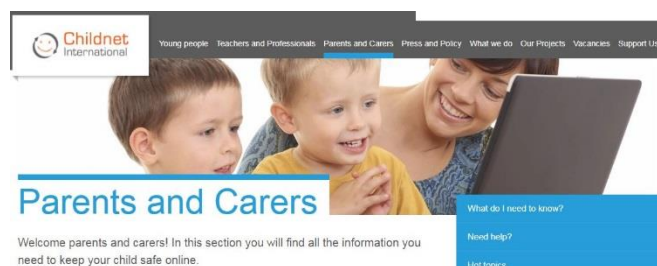 Childnet
International
Young people Teachers and Professionals Parents and Carers Press and Policy What we do Our Projects Vacancies Support Us
Parents and Carers
Welcome parents and carers! In this section you will find all the information you
need to keep your child safe online.
What do I need to know?
Need help?
Hot topics